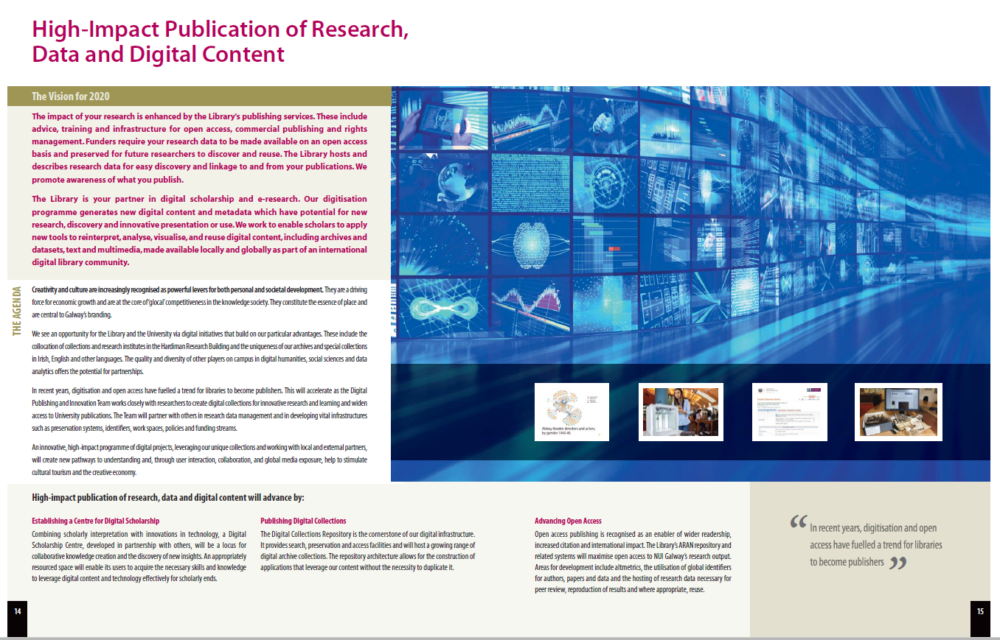 High-Impact Publication of Research,
Data and Digital Content
The Vision for 2020
The impact of your research is enhanced by the Library's publishing services. These include
advice, training and infrastructure for open access, commercial publishing and rights
management. Funders require your research data to be made available on an open access
basis and preserved for future researchers to discover and reuse. The Library hosts and
describes research data for easy discovery and linkage to and from your publications. We
promote awareness of what you publish.
The Library is your partner in digital scholarship and e-research. Our digitisation
programme generates new digital content and metadata which have potential for new
research, discovery and innovative presentation or use. We work to enable scholars to apply
new tools to reinterpret, analyse, visualise, and reuse digital content, including archives and
datasets, text and multimedia, made available locally and globally as part of an international
digital library community.
THE AGENDA
Creativity and culture are increasingly recognised as powerful levers for both personal and societal development. They are a driving
force for economic growth and are at the core of 'glocal' competitiveness in the knowledge society. They constitute the essence of place and
are central to Galway's branding.
We see an opportunity for the Library and the University via digital initiatives that build on our particular advantages. These include the
collocation of collections and research institutes in the Hardiman Research Building and the uniqueness of our archives and special collections
in Irish, English and other languages. The quality and diversity of other players on campus in digital humanities, social sciences and data
analytics offers the potential for partnerships.
In recent years, digitisation and open access have fuelled a trend for libraries to become publishers. This will accelerate as the Digital
Publishing and Innovation Team works closely with researchers to create digital collections for innovative research and learning and widen
access to University publications. The Team will partner with others in research data management and in developing vital infrastructures
such as preservation systems, identifiers, work spaces, policies and funding streams.
An innovative, high-impact programme of digital projects, leveraging our unique collections and working with local and external partners,
will create new pathways to understanding and, through user interaction, collaboration, and global media exposure, help to stimulate
cultural tourism and the creative economy.
Abbey theatre directors and actors,
by gender 1940-45
High-impact publication of research, data and digital content will advance by:
Establishing a Centre for Digital Scholarship
Combining scholarly interpretation with innovations in technology, a Digital
Scholarship Centre, developed in partnership with others, will be a locus for
collaborative knowledge creation and the discovery of new insights. An appropriately
resourced space will enable its users to acquire the necessary skills and knowledge
to leverage digital content and technology effectively for scholarly ends.
Publishing Digital Collections
The Digital Collections Repository is the cornerstone of our digital infrastructure.
It provides search, preservation and access facilities and will host a growing range of
digital archive collections. The repository architecture allows for the construction of
applications that leverage our content without the necessity to duplicate it.
Advancing Open Access
Open access publishing is recognised as an enabler of wider readership,
increased citation and international impact. The Library's ARAN repository and
related systems will maximise open access to NUI Galway's research output.
Areas for development include altmetrics, the utilisation of global identifiers
for authors, papers and data and the hosting of research data necessary for
peer review, reproduction of results and where appropriate, reuse.
“ In recent years, digitisation and open
access have fuelled a trend for libraries
to become publishers ”
14
15